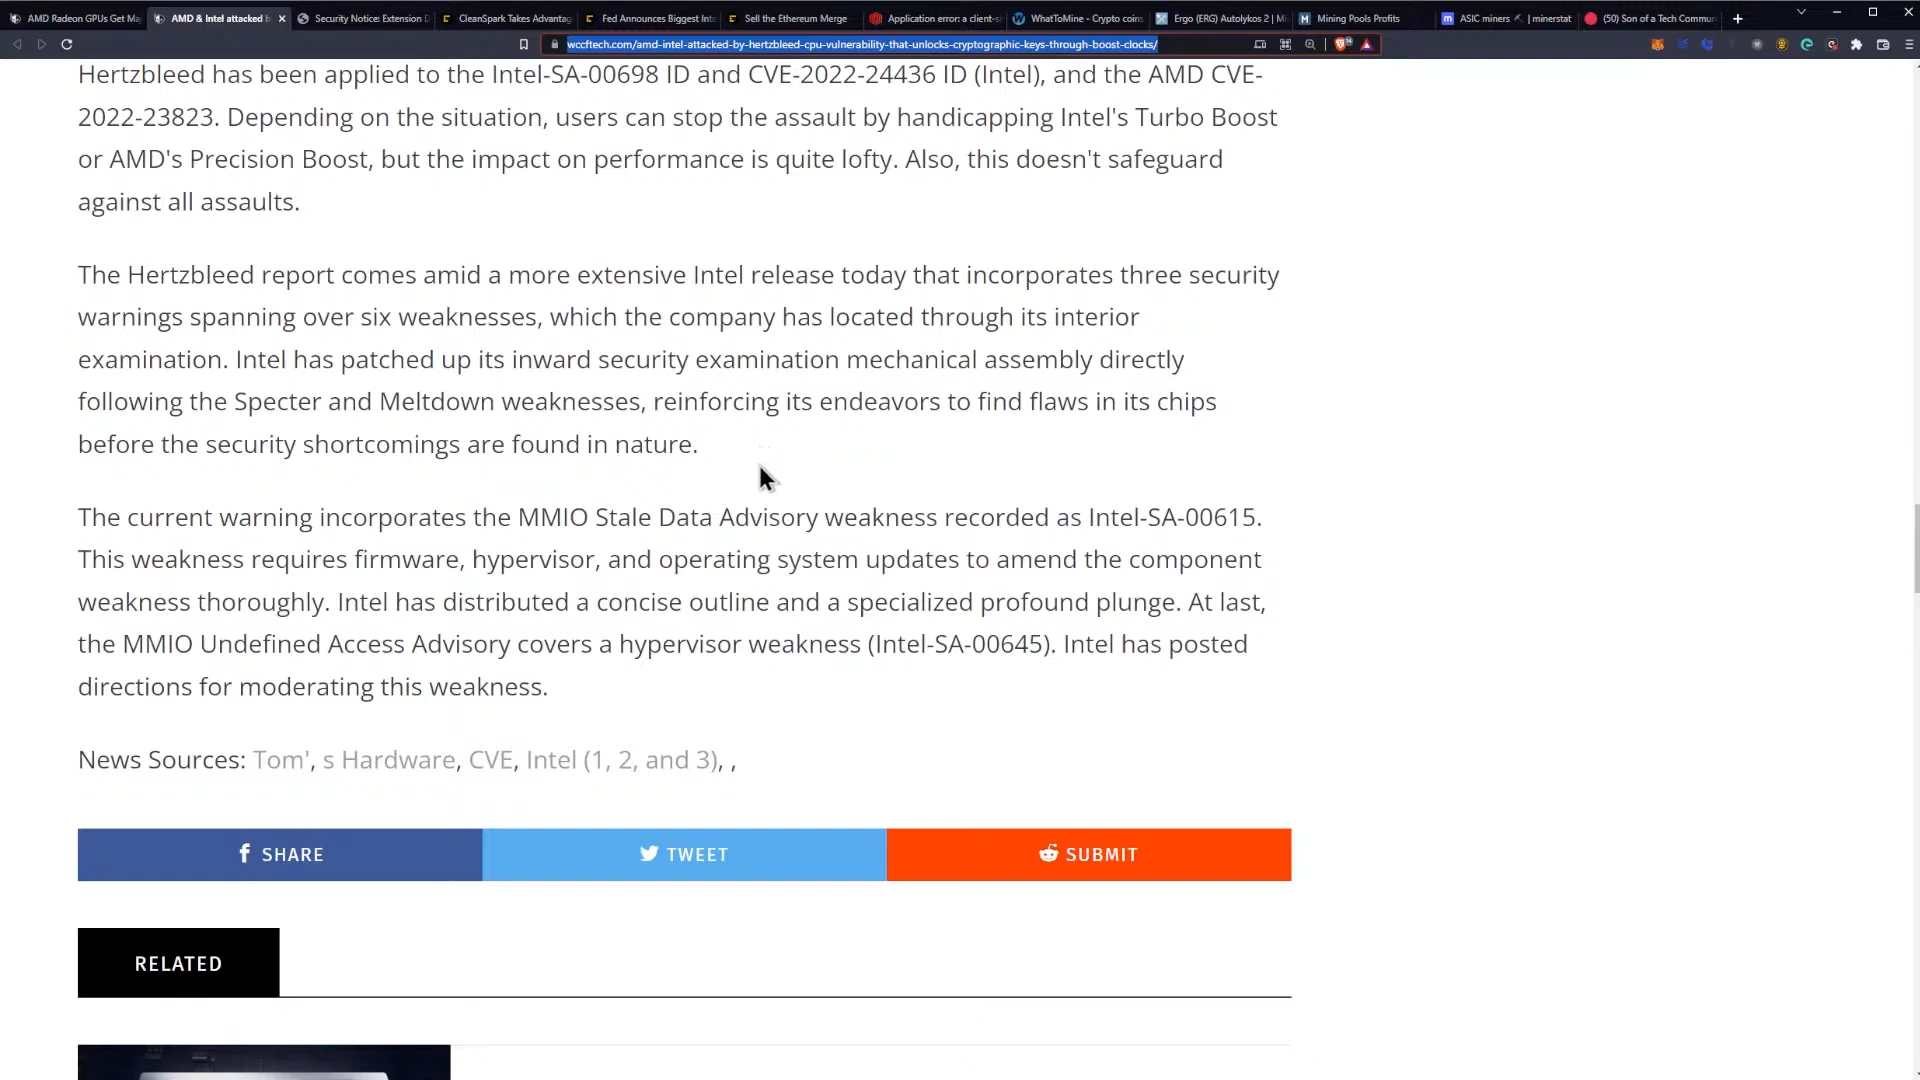 AMD Radeon GPUs Get Ma
AMD & Intel attacked b
Security Notice: Extension D
CleanSpark Takes Advantag
Fed Announces Biggest Int
Sell the Ethereum Merge
Application error: a client-s
WhatToMine - Crypto coins
Ergo (ERG) Autolykos 2 | Mi
Mining Pools Profits
ASIC miners | minerstat
(50) Son of a Tech Commun
wccftech.com/amd-intel-attacked-by-hertzbleed-cpu-vulnerability-that-unlocks-cryptographic-keys-through-boost-clocks/
Hertzbleed has been applied to the Intel-SA-00698 ID and CVE-2022-24436 ID (Intel), and the AMD CVE-
2022-23823. Depending on the situation, users can stop the assault by handicapping Intel's Turbo Boost
or AMD's Precision Boost, but the impact on performance is quite lofty. Also, this doesn't safeguard
against all assaults.
The Hertzbleed report comes amid a more extensive Intel release today that incorporates three security
warnings spanning over six weaknesses, which the company has located through its interior
examination. Intel has patched up its inward security examination mechanical assembly directly
following the Specter and Meltdown weaknesses, reinforcing its endeavors to find flaws in its chips
before the security shortcomings are found in nature.
The current warning incorporates the MMIO Stale Data Advisory weakness recorded as Intel-SA-00615.
This weakness requires firmware, hypervisor, and operating system updates to amend the component
weakness thoroughly. Intel has distributed a concise outline and a specialized profound plunge. At last,
the MMIO Undefined Access Advisory covers a hypervisor weakness (Intel-SA-00645). Intel has posted
directions for moderating this weakness.
News Sources: Tom', s Hardware, CVE, Intel (1, 2, and 3), ,
SHARE
TWEET
SUBMIT
RELATED